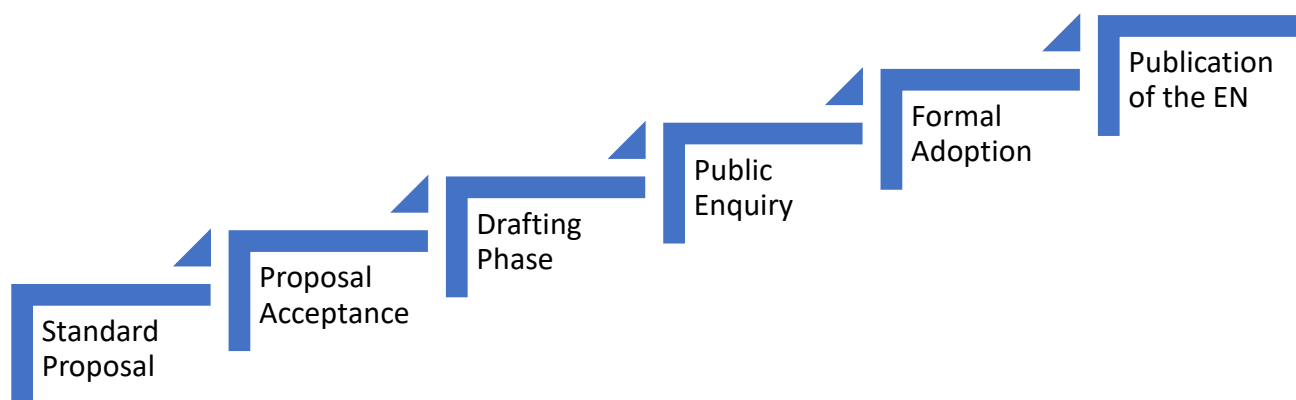 Standard
Proposal
Proposal
Acceptance
Drafting
Phase
Public
Enquiry
Formal
Adoption
Publication
of the EN